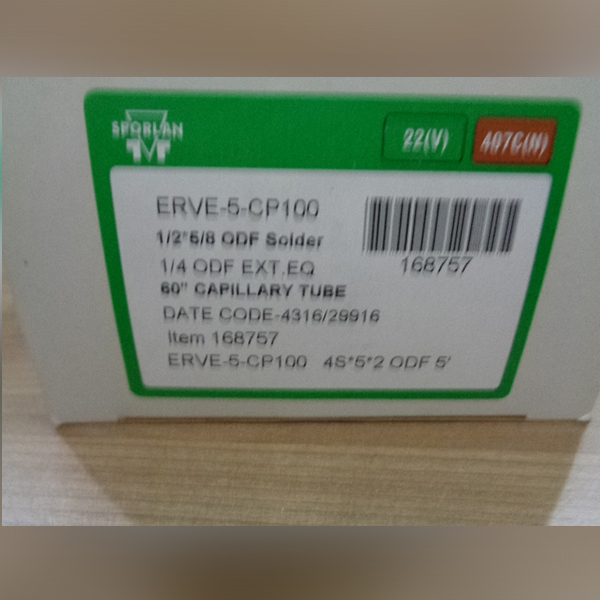 SPORLAN
22(V) 407C(N)
ERVE-5-CP100
1/2*5/8 ODF Solder
1/4 ODF EXT.EQ
168757
60" CAPILLARY TUBE
DATE CODE-4316/29916
Item 168757
ERVE-5-CP100 4S*5*2 ODF 5'